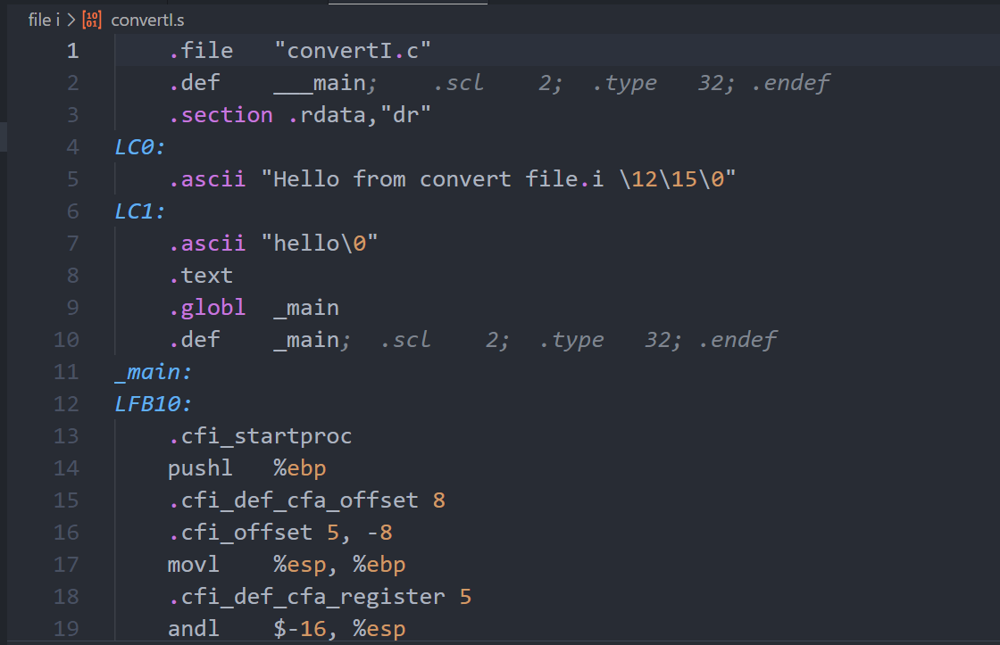 file i > convertI.s
1 .file "convertI.c"
2 .def ___main; .scl 2; .type 32; .endef
3 .section .rdata,"dr"
4 LC0:
5 .ascii "Hello from convert file.i \12\15\0"
6 LC1:
7 .ascii "hello\0"
8 .text
9 .globl _main
10 .def _main; .scl 2; .type 32; .endef
11 _main:
12 LFB10:
13 .cfi_startproc
14 pushl %ebp
15 .cfi_def_cfa_offset 8
16 .cfi_offset 5, -8
17 movl %esp, %ebp
18 .cfi_def_cfa_register 5
19 andl $-16, %esp